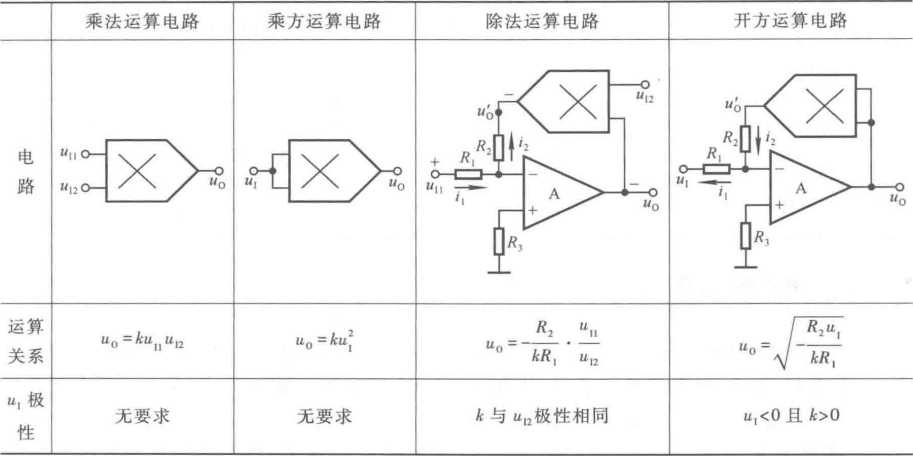 乘法运算电路 乘方运算电路 除法运算电路 开方运算电路
电路
u_{I1} u_{I2} u_O
u_I u_O
u'_O − u_{I2} R_2 i_2 + R_1 u_{I1} i_1 − A + − u_O R_3
u'_O R_2 i_2 R_1 u_I i_1 − A + u_O R_3
运算关系 u_O = ku_{I1}u_{I2} u_O = ku_I^2 u_O = -\frac{R_2}{kR_1} · \frac{u_{I1}}{u_{I2}} u_O = \sqrt{-\frac{R_2 u_I}{kR_1}}
u_I 极性 无要求 无要求 k 与 u_{I2}极性相同 u_I<0 且 k>0